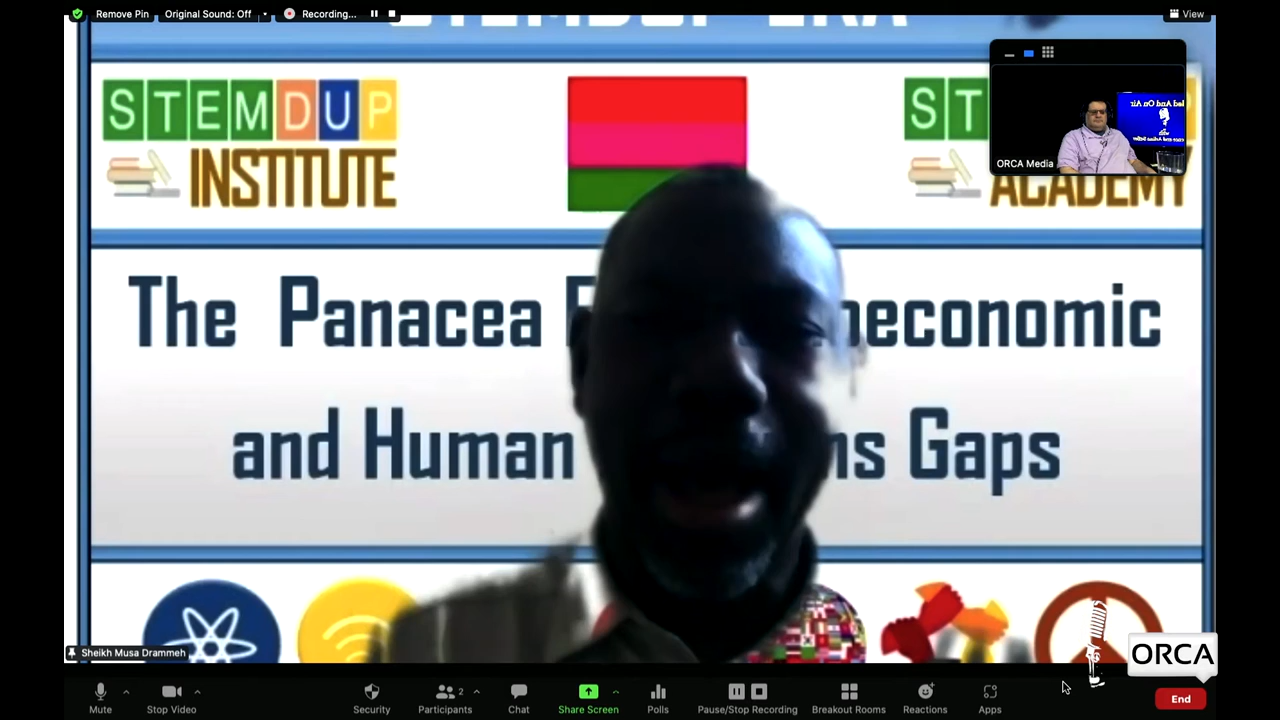 Remove Pin
Original Sound: Off
Recording...
View
STEMDUP
INSTITUTE
ST
P
ACADEMY
ORCA Media
The Panacea
neconomic
and Human
ns Gaps
Sheikh Musa Drammeh
ORCA
Mute
Stop Video
Security
Participants
2
Chat
Share Screen
Polls
Pause/Stop Recording
Breakout Rooms
Reactions
Apps
End